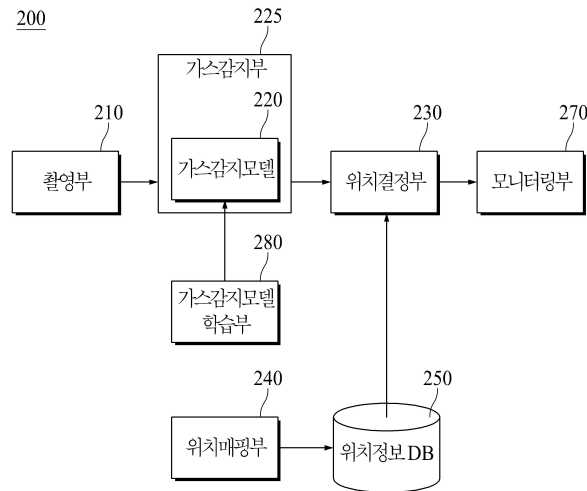 200
225
가스감지부
210
220
230
270
촬영부
가스감지모델
위치결정부
모니터링부
280
가스감지모델
학습부
240
250
위치매핑부
위치정보 DB